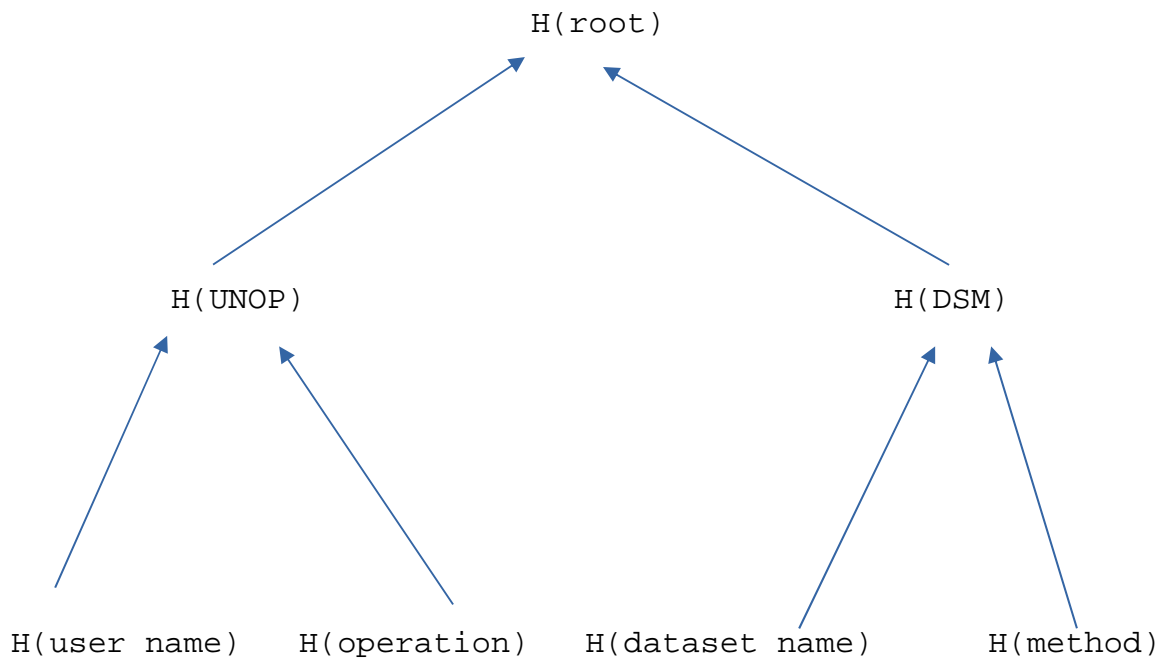 H(root)
H(UNOP) H(DSM)
H(user name) H(operation) H(dataset name) H(method)